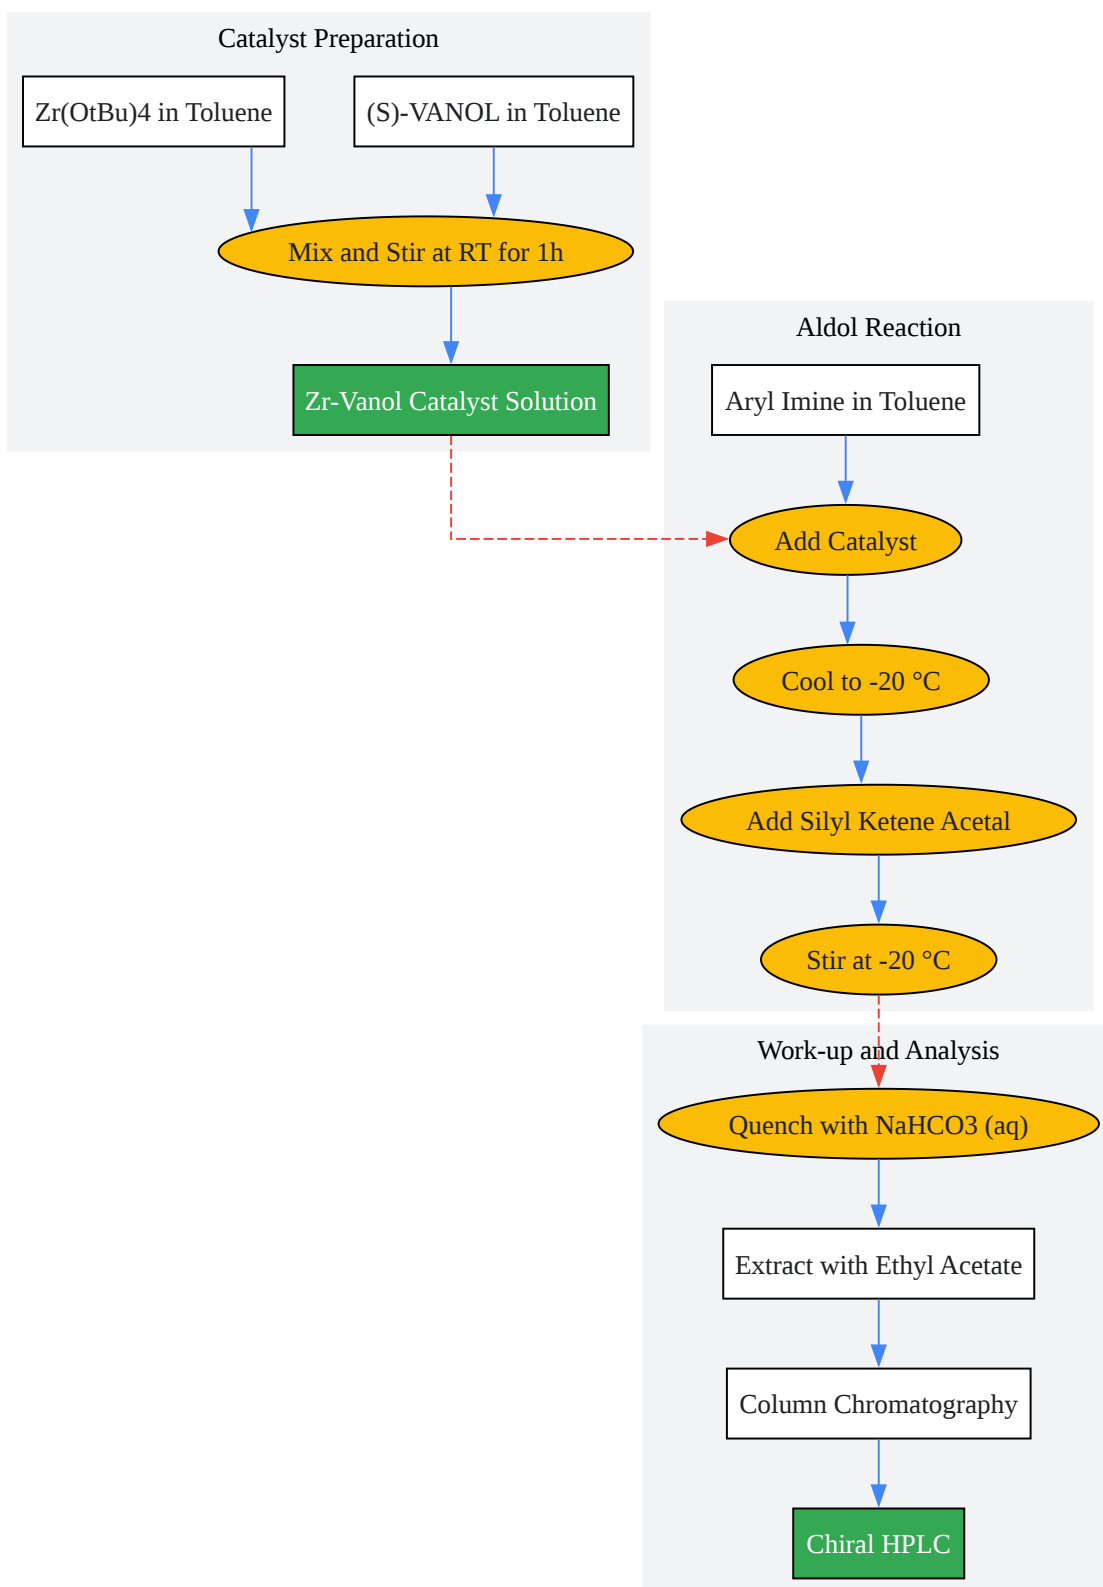 Catalyst Preparation
Zr(OtBu)4 in Toluene
(S)-VANOL in Toluene
Mix and Stir at RT for 1h
Zr-Vanol Catalyst Solution
Aldol Reaction
Aryl Imine in Toluene
Add Catalyst
Cool to -20 °C
Add Silyl Ketene Acetal
Stir at -20 °C
Work-up and Analysis
Quench with NaHCO3 (aq)
Extract with Ethyl Acetate
Column Chromatography
Chiral HPLC